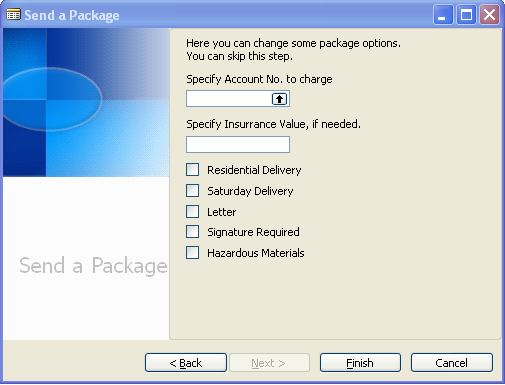 Send a Package
Here you can change some package options.
You can skip this step.
Specify Account No. to charge
Specify Insurrance Value, if needed.
Residential Delivery
Saturday Delivery
Letter
Signature Required
Hazardous Materials
Send a Package
< Back
Next >
Finish
Cancel